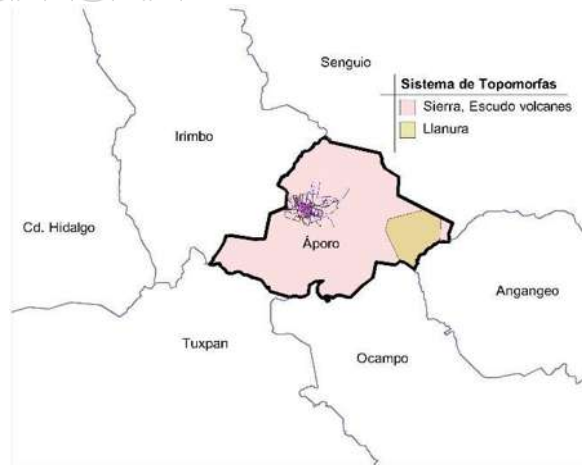 Senguio
Sistema de Topomorfas
Sierra, Escudo volcanes
Llanura
Irimbo
Cd. Hidalgo
Áporo
Angangeo
Tuxpan
Ocampo